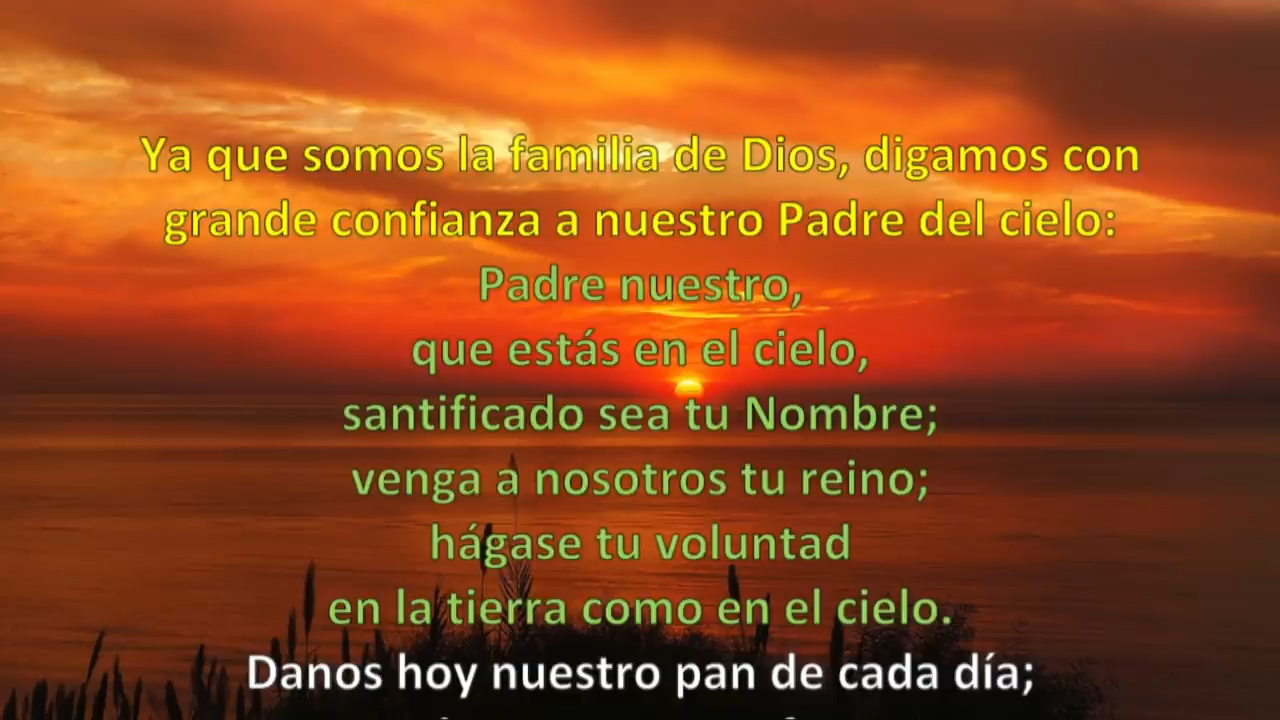 Ya que somos la familia de Dios, digamos con
grande confianza a nuestro Padre del cielo:
Padre nuestro,
que estás en el cielo,
santificado sea tu Nombre;
venga a nosotros tu reino;
hágase tu voluntad
en la tierra como en el cielo.
Danos hoy nuestro pan de cada día;